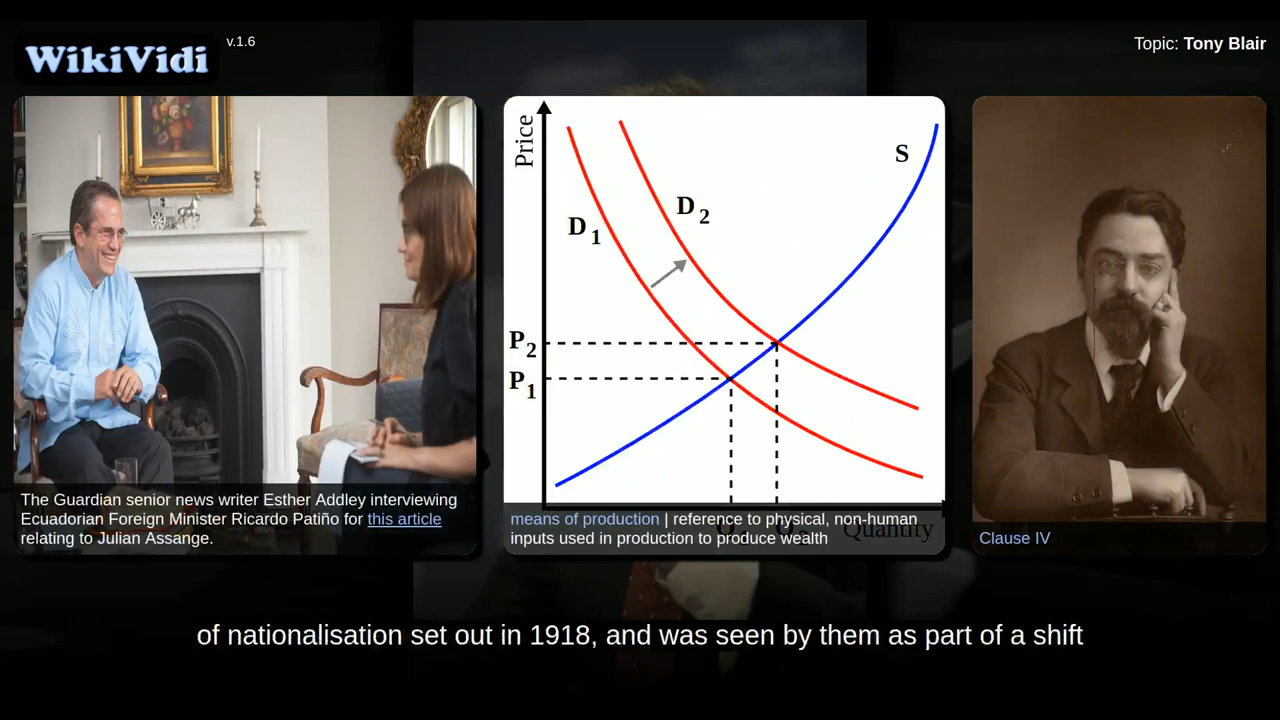 WikiVidi
v.1.6
Topic: Tony Blair
The Guardian senior news writer Esther Addley interviewing
Ecuadorian Foreign Minister Ricardo Patiño for this article
relating to Julian Assange.
Price
D1
D2
S
P2
P1
Quantity
means of production | reference to physical, non-human
inputs used in production to produce wealth
Clause IV
of nationalisation set out in 1918, and was seen by them as part of a shift